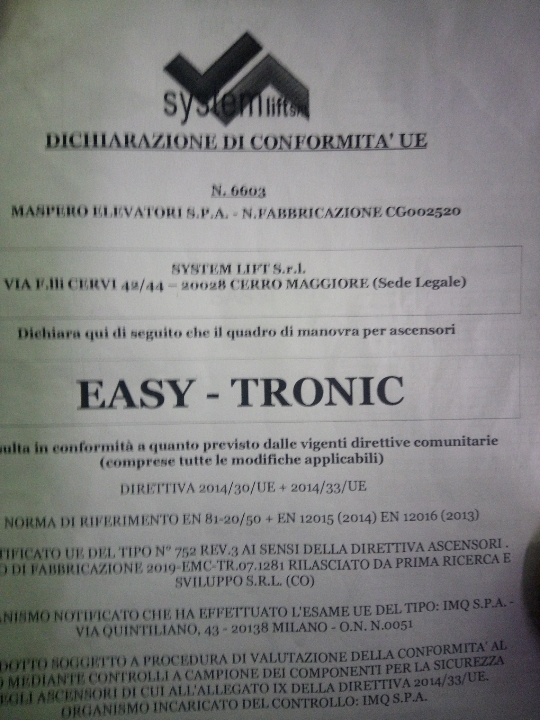 system lift srl
DICHIARAZIONE DI CONFORMITA' UE
N. 6603
MASPERO ELEVATORI S.P.A. - N.FABBRICAZIONE CG002520
SYSTEM LIFT S.r.l.
VIA F.lli CERVI 42/44 – 20028 CERRO MAGGIORE (Sede Legale)
Dichiara qui di seguito che il quadro di manovra per ascensori
EASY - TRONIC
sulta in conformità a quanto previsto dalle vigenti direttive comunitarie
(comprese tutte le modifiche applicabili)
DIRETTIVA 2014/30/UE + 2014/33/UE
NORMA DI RIFERIMENTO EN 81-20/50 + EN 12015 (2014) EN 12016 (2013)
TIFICATO UE DEL TIPO N° 752 REV.3 AI SENSI DELLA DIRETTIVA ASCENSORI .
O DI FABBRICAZIONE 2019-EMC-TR.07.1281 RILASCIATO DA PRIMA RICERCA E
SVILUPPO S.R.L. (CO)
ANISMO NOTIFICATO CHE HA EFFETTUATO L'ESAME UE DEL TIPO: IMQ S.P.A. -
VIA QUINTILIANO, 43 - 20138 MILANO - O.N. N.0051
DOTTO SOGGETTO A PROCEDURA DI VALUTAZIONE DELLA CONFORMITA' AL
O MEDIANTE CONTROLLI A CAMPIONE DEI COMPONENTI PER LA SICUREZZA
EGLI ASCENSORI DI CUI ALL'ALLEGATO IX DELLA DIRETTIVA 2014/33/UE.
ORGANISMO INCARICATO DEL CONTROLLO: IMQ S.P.A.